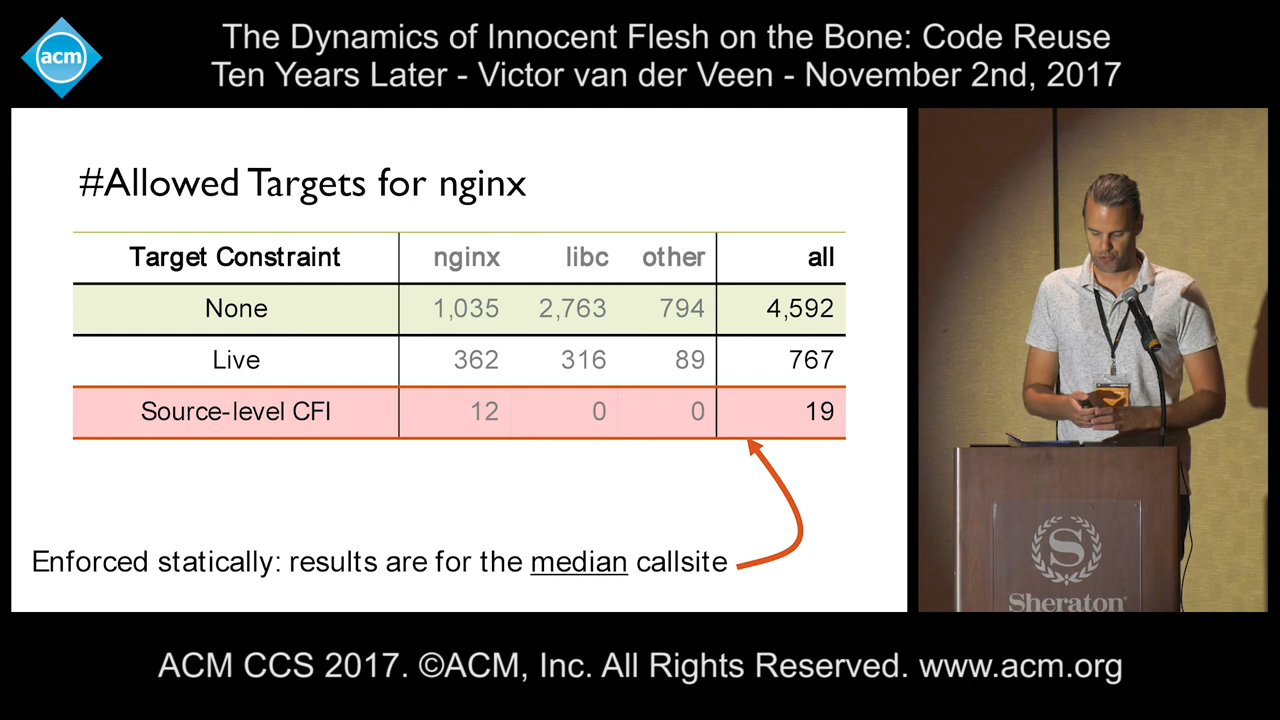 acm
The Dynamics of Innocent Flesh on the Bone: Code Reuse
Ten Years Later - Victor van der Veen - November 2nd, 2017
#Allowed Targets for nginx
Target Constraint nginx libc other all
None 1,035 2,763 794 4,592
Live 362 316 89 767
Source-level CFI 12 0 0 19
Enforced statically: results are for the median callsite
S
Sheraton®
ACM CCS 2017. ©ACM, Inc. All Rights Reserved. www.acm.org